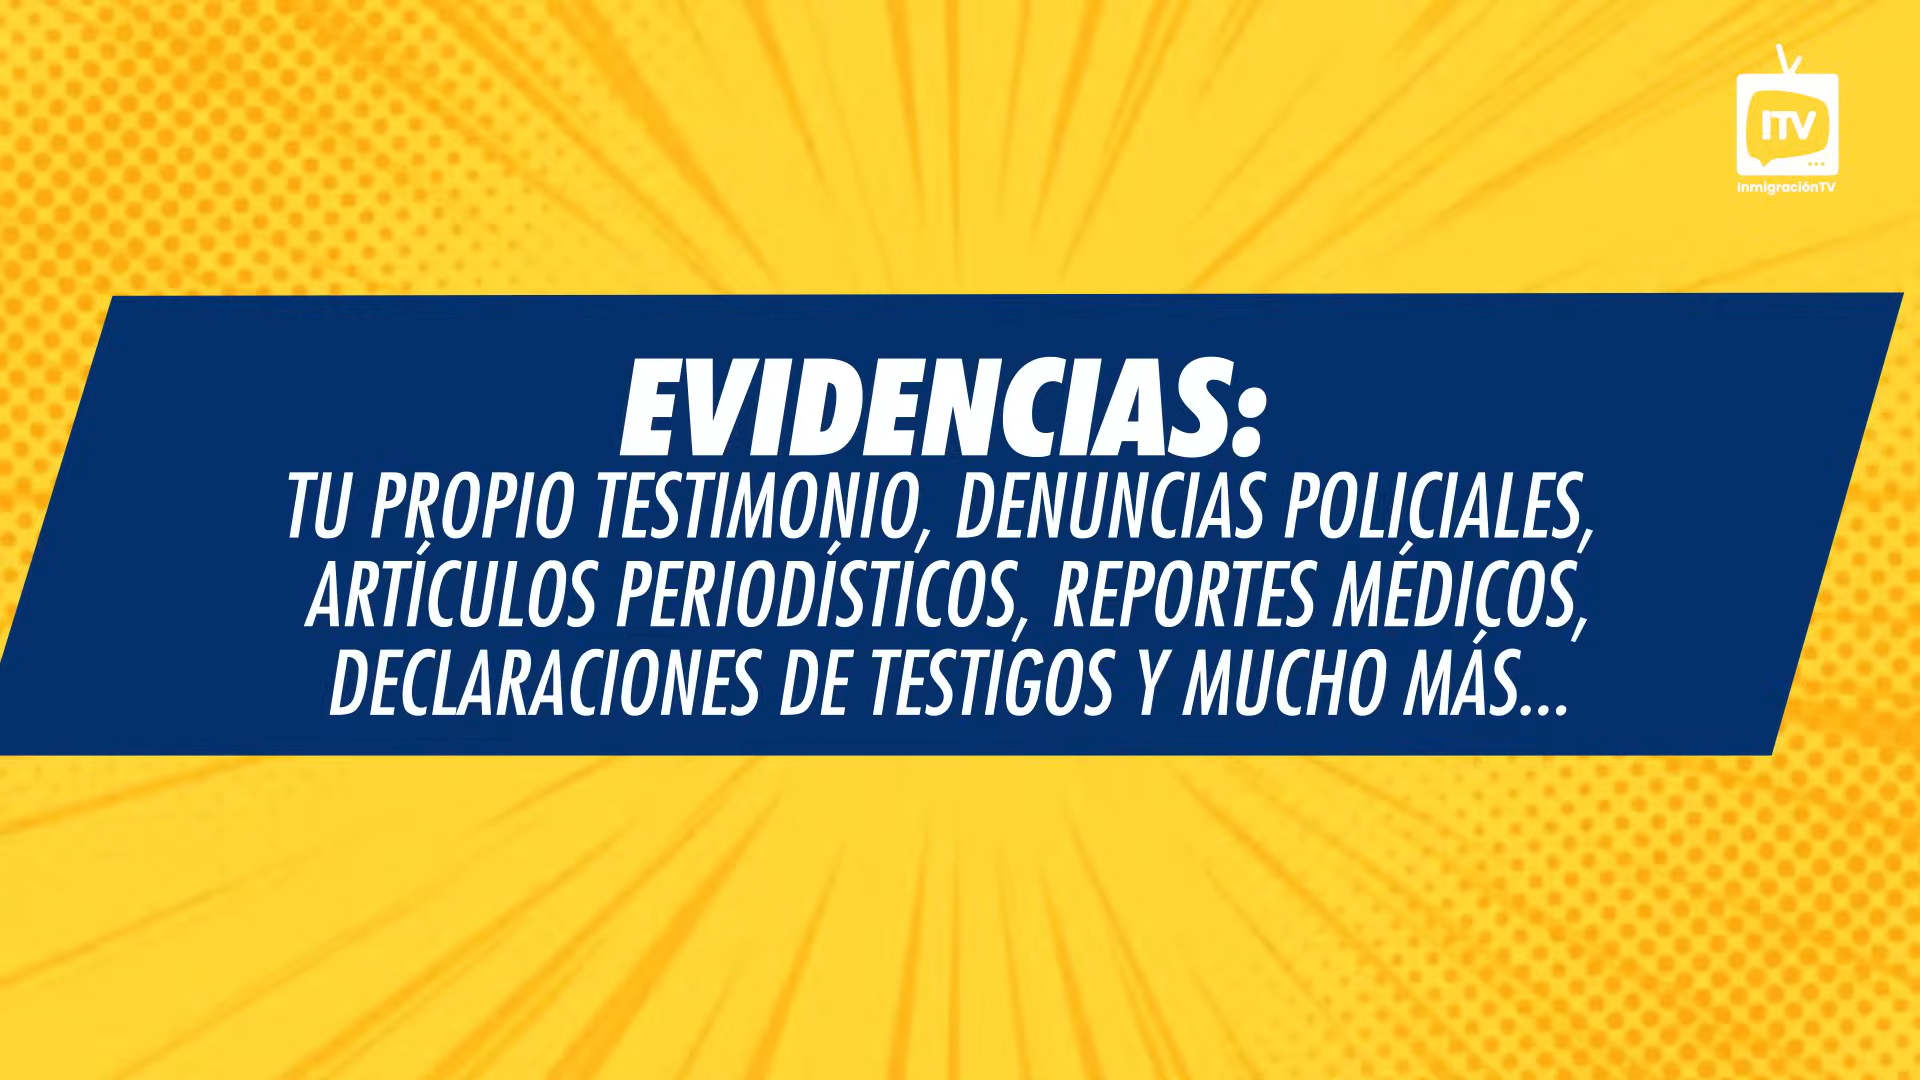 ITV
InmigraciónTV
EVIDENCIAS:
TU PROPIO TESTIMONIO, DENUNCIAS POLICIALES,
ARTÍCULOS PERIODÍSTICOS, REPORTES MÉDICOS,
DECLARACIONES DE TESTIGOS Y MUCHO MÁS...